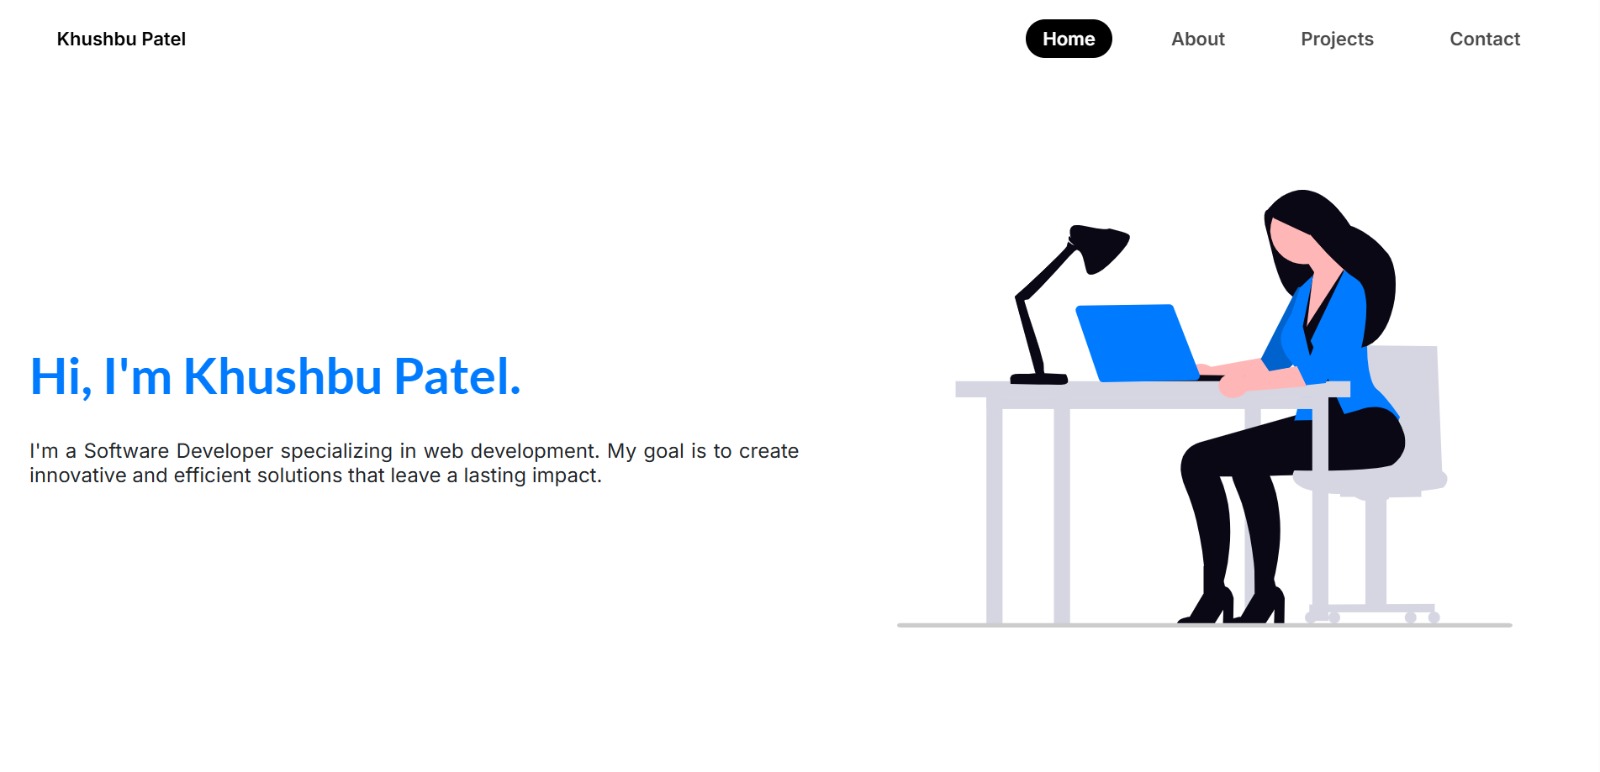 Khushbu Patel
Home
About
Projects
Contact
Hi, I'm Khushbu Patel.
I'm a Software Developer specializing in web development. My goal is to create
innovative and efficient solutions that leave a lasting impact.